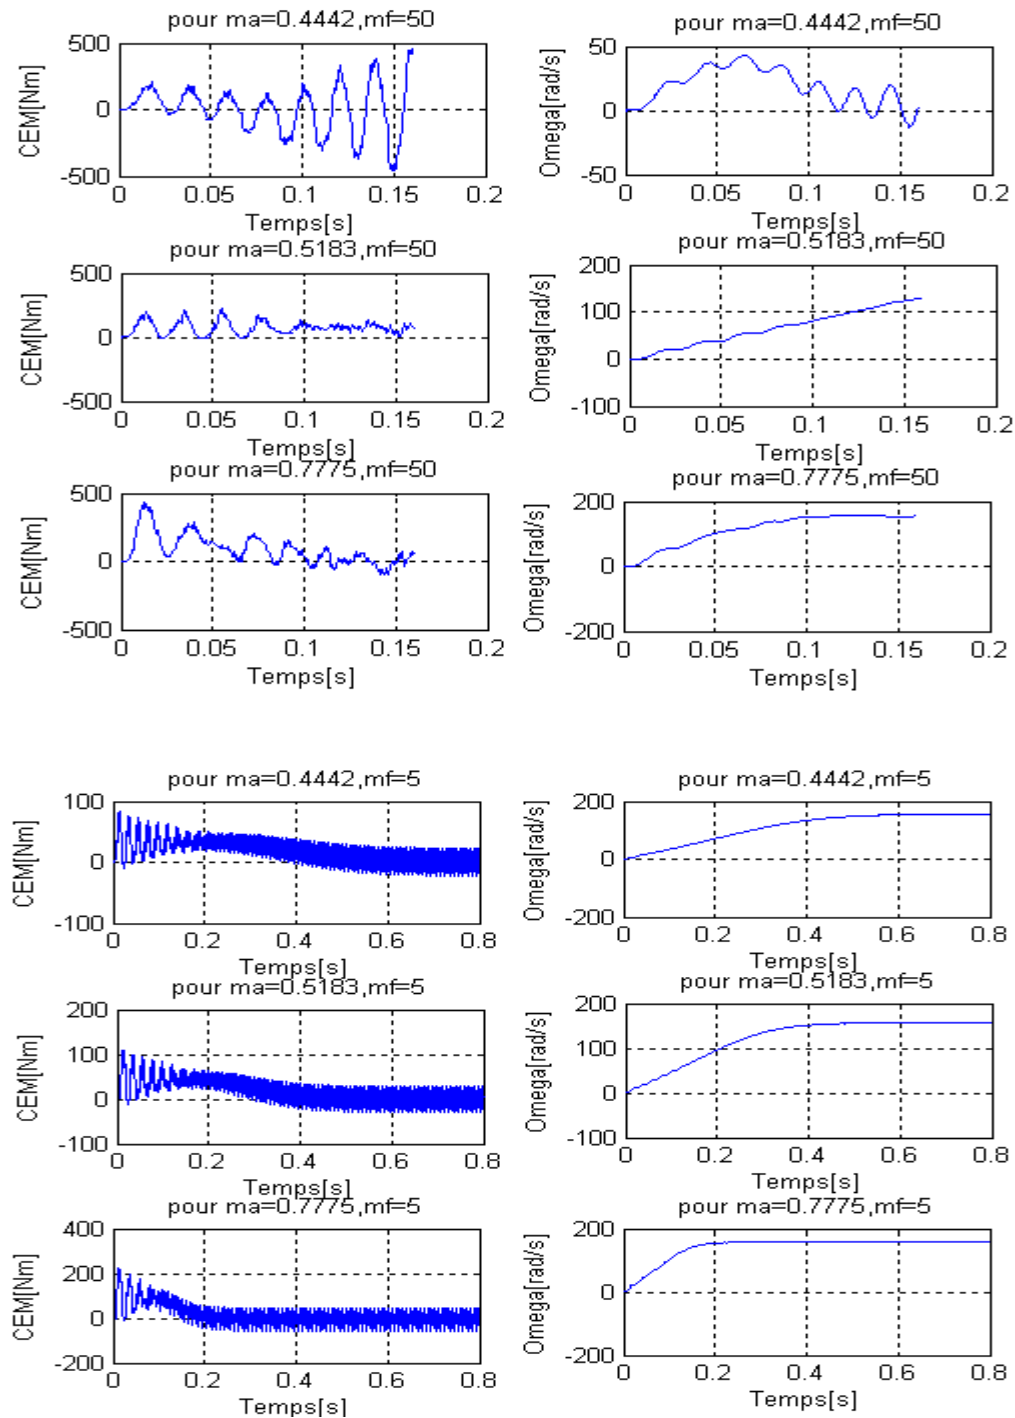 pour ma=0.4442,mf=50
500
0
-500
CEM[Nm]
0 0.05 0.1 0.15 0.2
Temps[s]
pour ma=0.4442,mf=50
50
0
-50
Omega[rad/s]
0 0.05 0.1 0.15 0.2
Temps[s]
pour ma=0.5183,mf=50
500
0
-500
CEM[Nm]
0 0.05 0.1 0.15 0.2
Temps[s]
pour ma=0.5183,mf=50
200
100
0
-100
Omega[rad/s]
0 0.05 0.1 0.15 0.2
Temps[s]
pour ma=0.7775,mf=50
500
0
-500
CEM[Nm]
0 0.05 0.1 0.15 0.2
Temps[s]
pour ma=0.7775,mf=50
200
0
-200
Omega[rad/s]
0 0.05 0.1 0.15 0.2
Temps[s]
pour ma=0.4442,mf=5
100
0
-100
CEM[Nm]
0 0.2 0.4 0.6 0.8
Temps[s]
pour ma=0.4442,mf=5
200
0
-200
Omega[rad/s]
0 0.2 0.4 0.6 0.8
Temps[s]
pour ma=0.5183,mf=5
200
100
0
-100
CEM[Nm]
0 0.2 0.4 0.6 0.8
Temps[s]
pour ma=0.5183,mf=5
200
100
0
-100
Omega[rad/s]
0 0.2 0.4 0.6 0.8
Temps[s]
pour ma=0.7775,mf=5
400
200
0
-200
CEM[Nm]
0 0.2 0.4 0.6 0.8
Temps[s]
pour ma=0.7775,mf=5
200
0
-200
Omega[rad/s]
0 0.2 0.4 0.6 0.8
Temps[s]